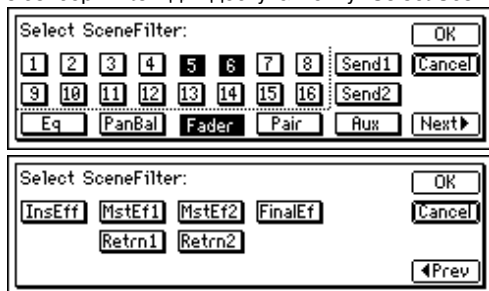 Select SceneFilter:
OK
1 2 3 4 5 6 7 8 Send1 Cancel
9 10 11 12 13 14 15 16 Send2
Eq PanBal Fader Pair Aux Next▶
Select SceneFilter:
OK
InsEff MstEf1 MstEf2 FinalEf Cancel
Retrn1 Retrn2
◀Prev